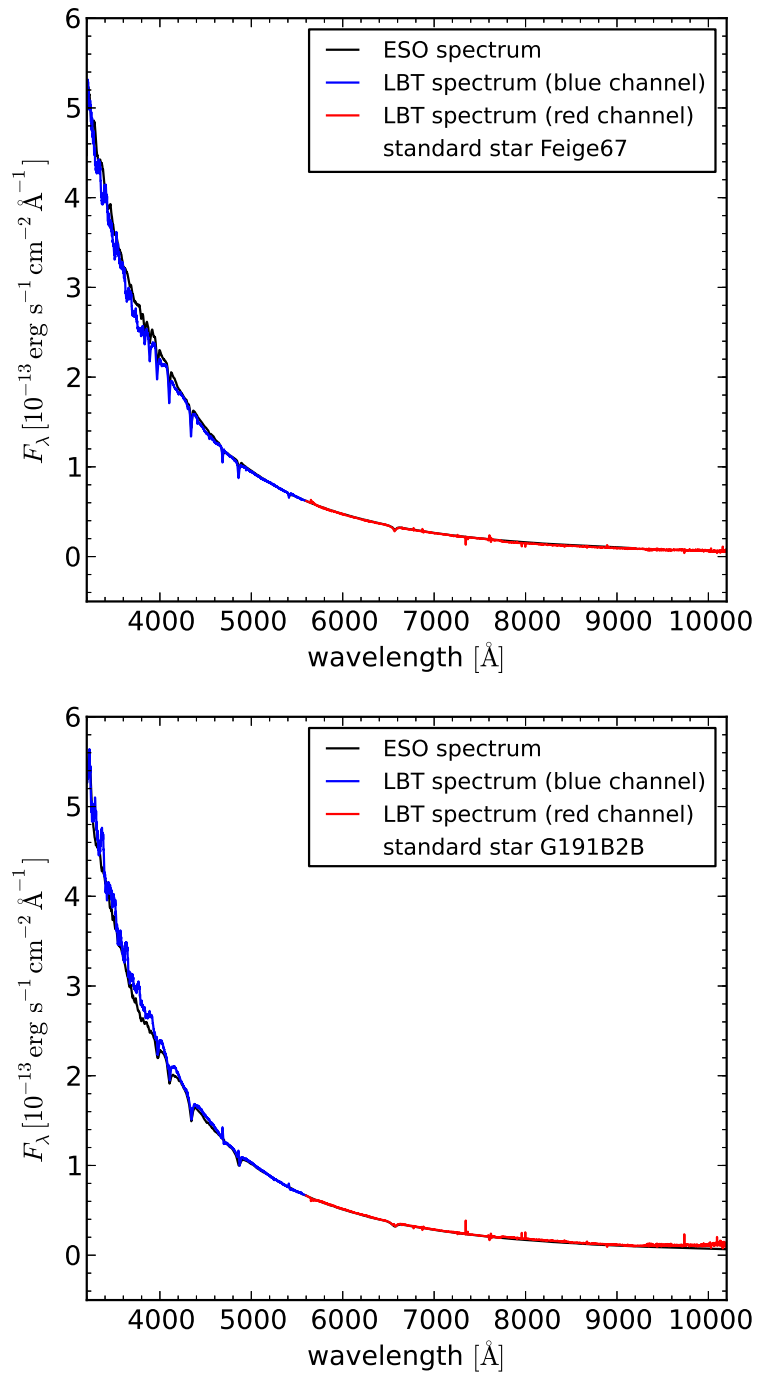 6
5
4
3
2
1
0
F_λ [10^−13 erg s^−1 cm^−2 Å^−1]
ESO spectrum
LBT spectrum (blue channel)
LBT spectrum (red channel)
standard star Feige67
4000 5000 6000 7000 8000 9000 10000
wavelength [Å]
6
5
4
3
2
1
0
F_λ [10^−13 erg s^−1 cm^−2 Å^−1]
ESO spectrum
LBT spectrum (blue channel)
LBT spectrum (red channel)
standard star G191B2B
4000 5000 6000 7000 8000 9000 10000
wavelength [Å]